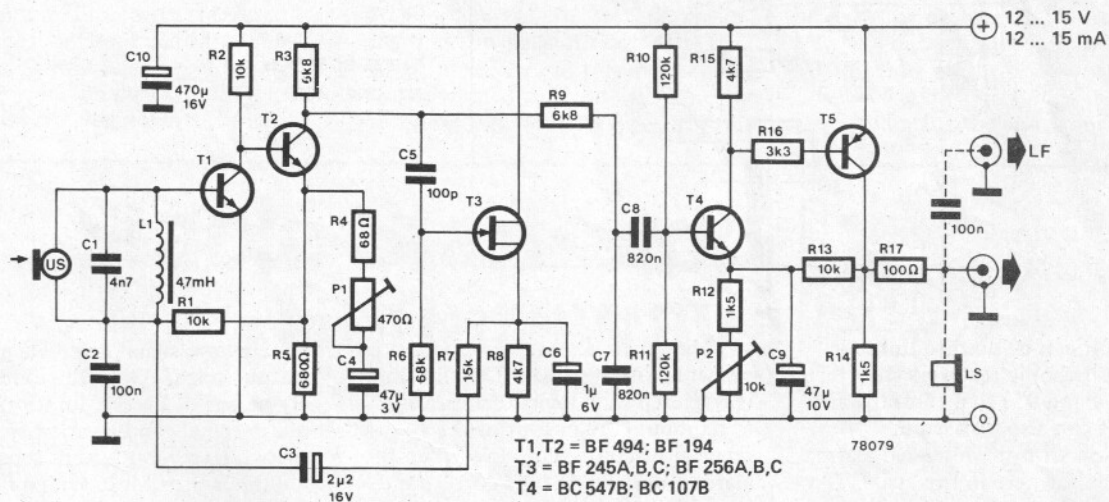 12 ... 15 V
12 ... 15 mA
C10
470µ
16V
R2
10k
R3
5k8
R10
120k
R15
4k7
R9
6k8
T2
T1
C5
100p
R16
3k3
T5
LF
T3
C8
820n
T4
100n
L1
4,7mH
US
C1
4n7
R4
68Ω
R1
10k
P1
470Ω
R13
10k
R17
100Ω
R12
1k5
C2
100n
R5
680Ω
C4
47µ
3V
R6
68k
R7
15k
R8
4k7
C6
1µ
6V
C7
820n
R11
120k
P2
10k
C9
47µ
10V
R14
1k5
LS
0
78079
C3
2µ2
16V
T1, T2 = BF 494; BF 194
T3 = BF 245A, B, C; BF 256A,B,C
T4 = BC 547B; BC 107B